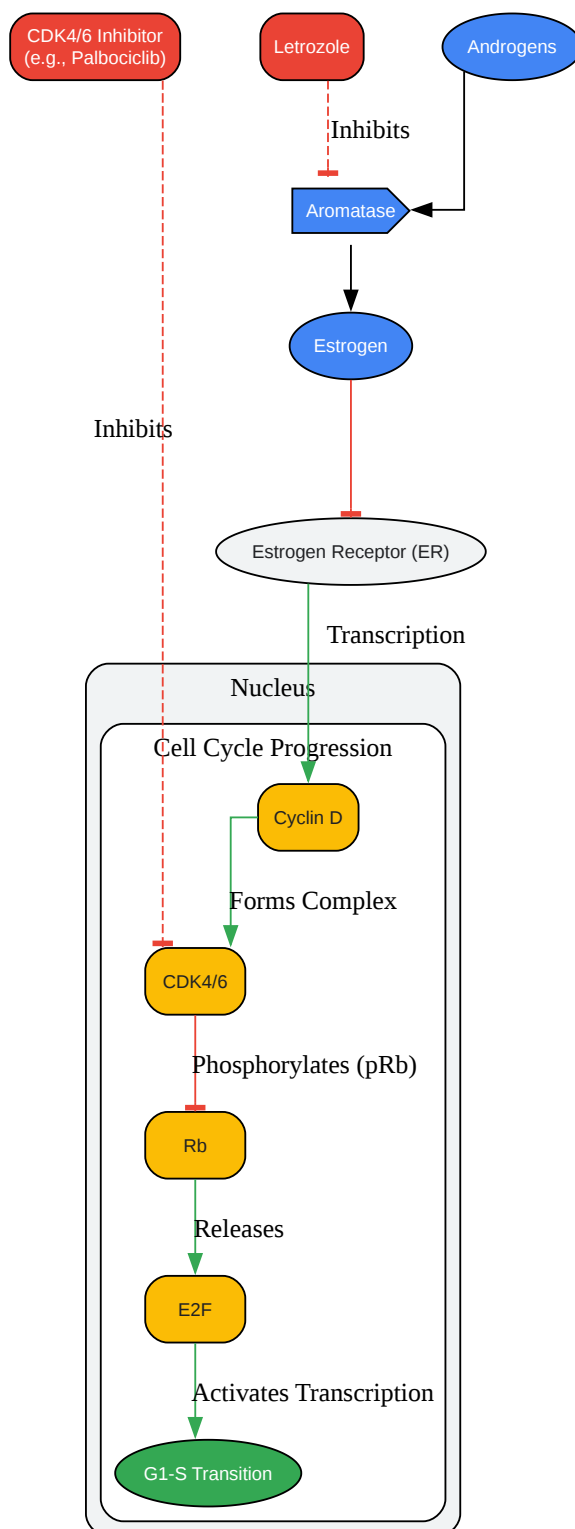 CDK4/6 Inhibitor
(e.g., Palbociclib)
Letrozole
Androgens
Inhibits
Aromatase
Estrogen
Inhibits
Estrogen Receptor (ER)
Transcription
Nucleus
Cell Cycle Progression
Cyclin D
Forms Complex
CDK4/6
Phosphorylates (pRb)
Rb
Releases
E2F
Activates Transcription
G1-S Transition